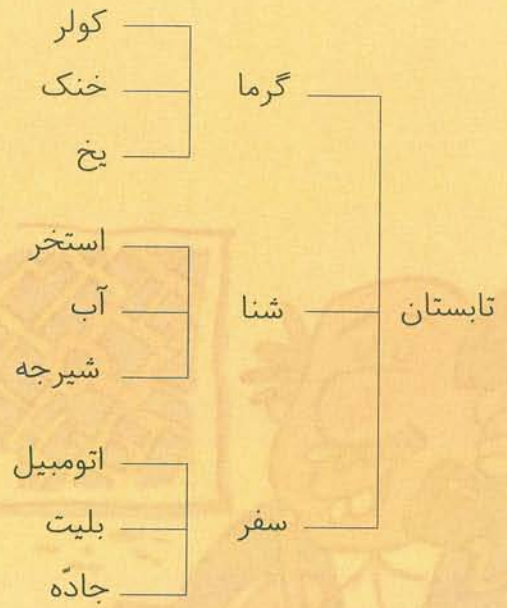 تابستان
گرما
کولر
خنک
یخ
شنا
استخر
آب
شیرجه
سفر
اتومبیل
بلیت
جادّه